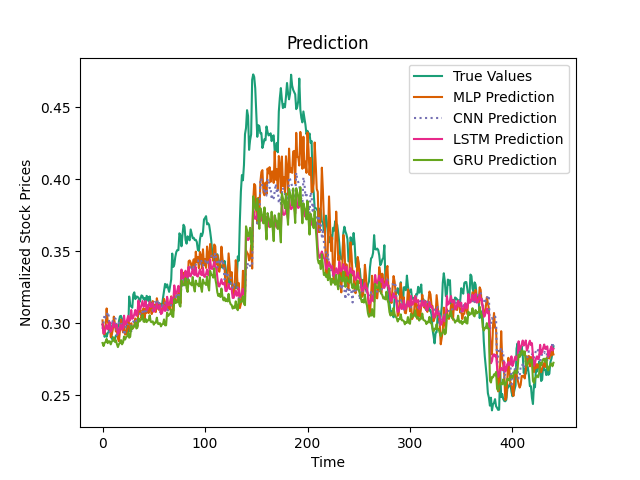 Prediction
True Values
MLP Prediction
CNN Prediction
LSTM Prediction
GRU Prediction
Normalized Stock Prices
0.45
0.40
0.35
0.30
0.25
0 100 200 300 400
Time